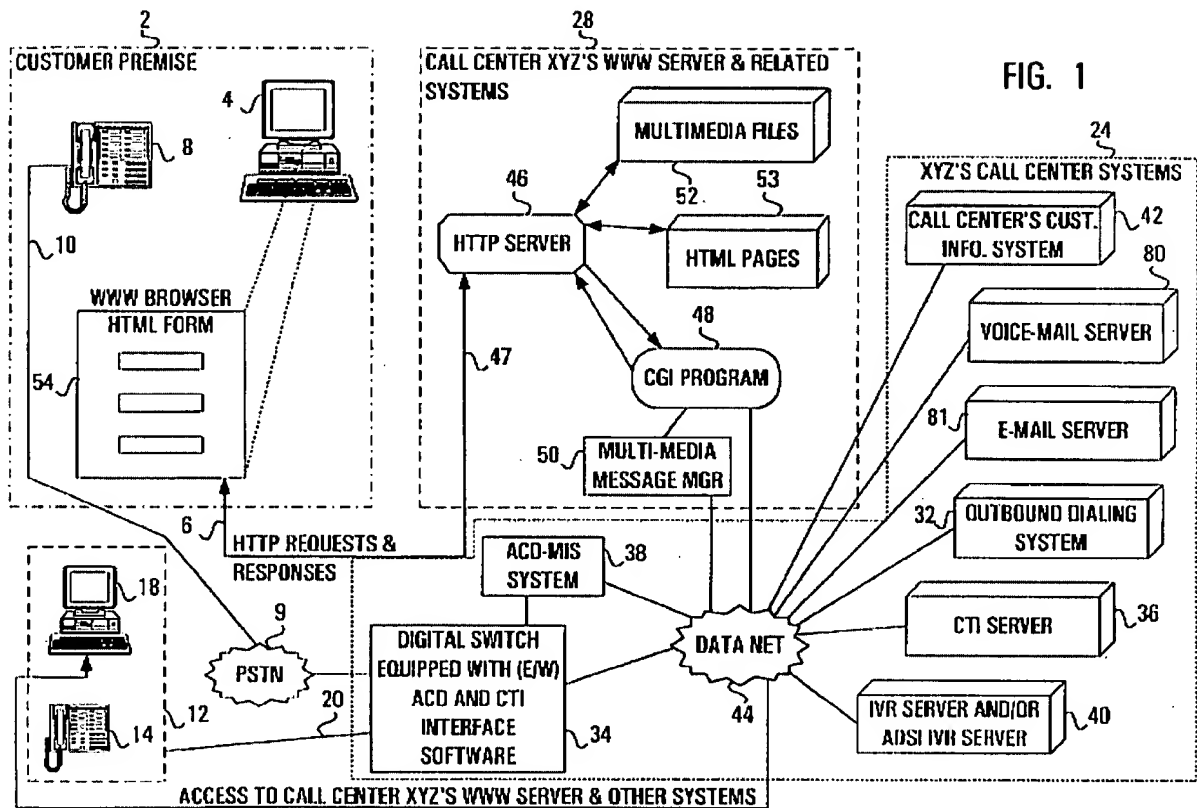 FIG. 1
2
CUSTOMER PREMISE
4
8
10
WWW BROWSER
HTML FORM
54
6
HTTP REQUESTS &
RESPONSES
47
28
CALL CENTER XYZ'S WWW SERVER & RELATED
SYSTEMS
MULTIMEDIA FILES
52
53
46
HTTP SERVER
HTML PAGES
48
CGI PROGRAM
50
MULTI-MEDIA
MESSAGE MGR
24
XYZ'S CALL CENTER SYSTEMS
CALL CENTER'S CUST.
INFO. SYSTEM
42
80
VOICE-MAIL SERVER
81
E-MAIL SERVER
32
OUTBOUND DIALING
SYSTEM
CTI SERVER
36
IVR SERVER AND/OR
ADSI IVR SERVER
40
ACD-MIS
SYSTEM
38
DATA NET
44
18
9
PSTN
DIGITAL SWITCH
EQUIPPED WITH (E/W)
ACD AND CTI
INTERFACE
SOFTWARE
34
14
12
20
ACCESS TO CALL CENTER XYZ'S WWW SERVER & OTHER SYSTEMS